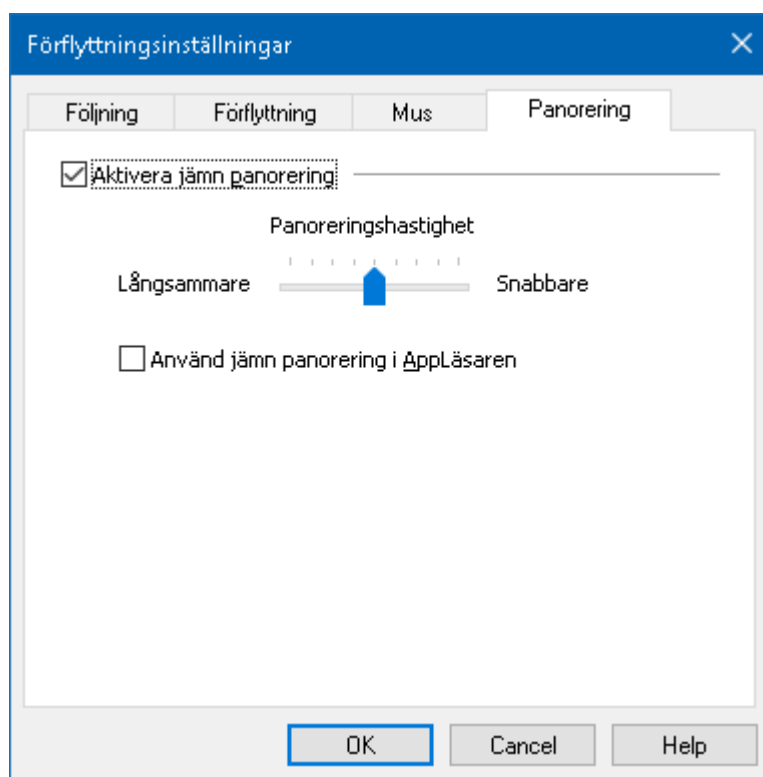 Förflyttningsinställningar
Följning Förflyttning Mus Panorering
Aktivera jämn panorering
Panoreringshastighet
Långsammare Snabbare
Använd jämn panorering i AppLäsaren
OK Cancel Help